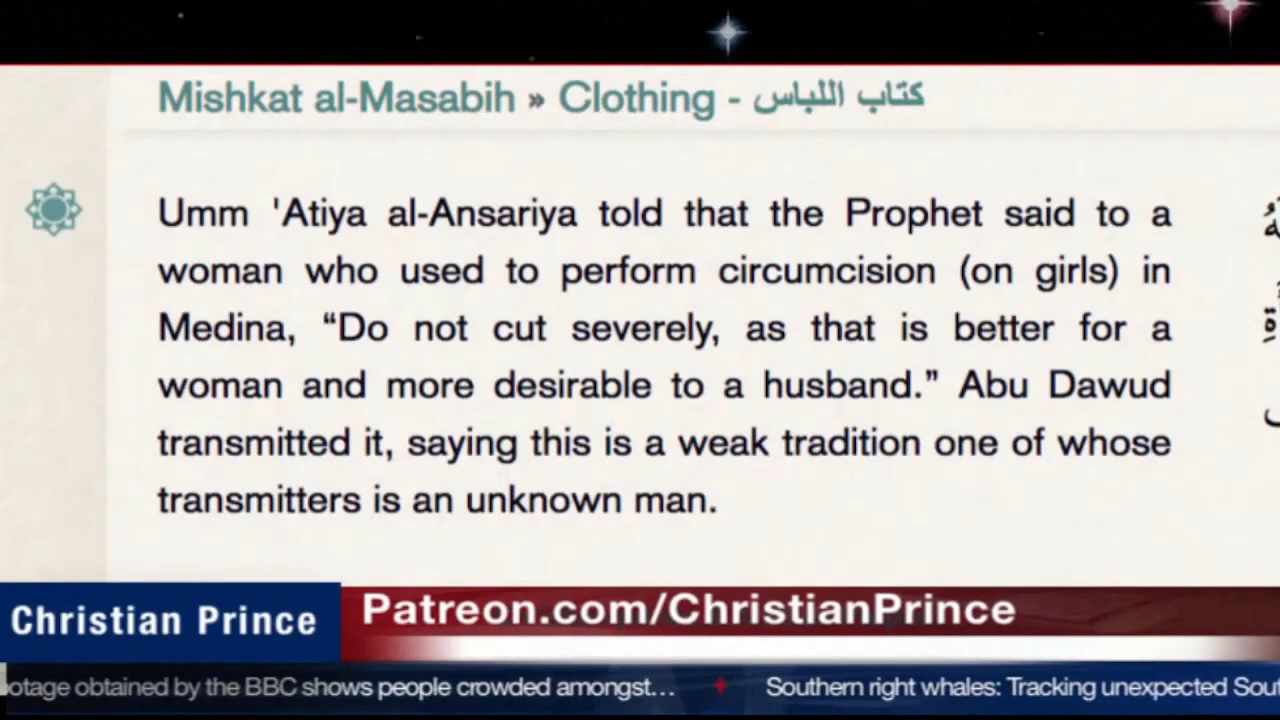 Mishkat al-Masabih » Clothing - كتاب اللباس
Umm 'Atiya al-Ansariya told that the Prophet said to a
woman who used to perform circumcision (on girls) in
Medina, “Do not cut severely, as that is better for a
woman and more desirable to a husband.” Abu Dawud
transmitted it, saying this is a weak tradition one of whose
transmitters is an unknown man.
Christian Prince
Patreon.com/ChristianPrince
obtained by the BBC shows people crowded amongst... Southern right whales: Tracking unexpected